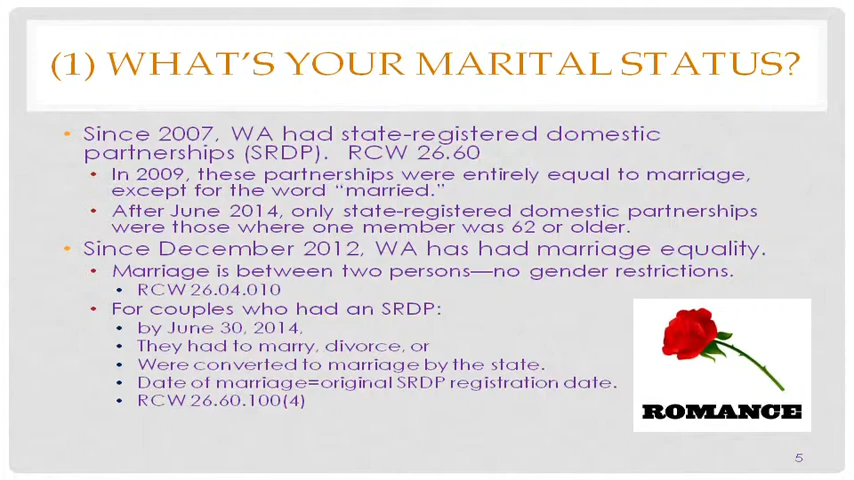 (1) WHAT'S YOUR MARITAL STATUS?
• Since 2007, WA had state-registered domestic
partnerships (SRDP). RCW 26.60
• In 2009, these partnerships were entirely equal to marriage,
except for the word "married."
• After June 2014, only state-registered domestic partnerships
were those where one member was 62 or older.
• Since December 2012, WA has had marriage equality.
• Marriage is between two persons—no gender restrictions.
• RCW 26.04.010
• For couples who had an SRDP:
• by June 30, 2014,
• They had to marry, divorce, or
• Were converted to marriage by the state.
• Date of marriage=original SRDP registration date.
• RCW 26.60.100(4)
ROMANCE
5